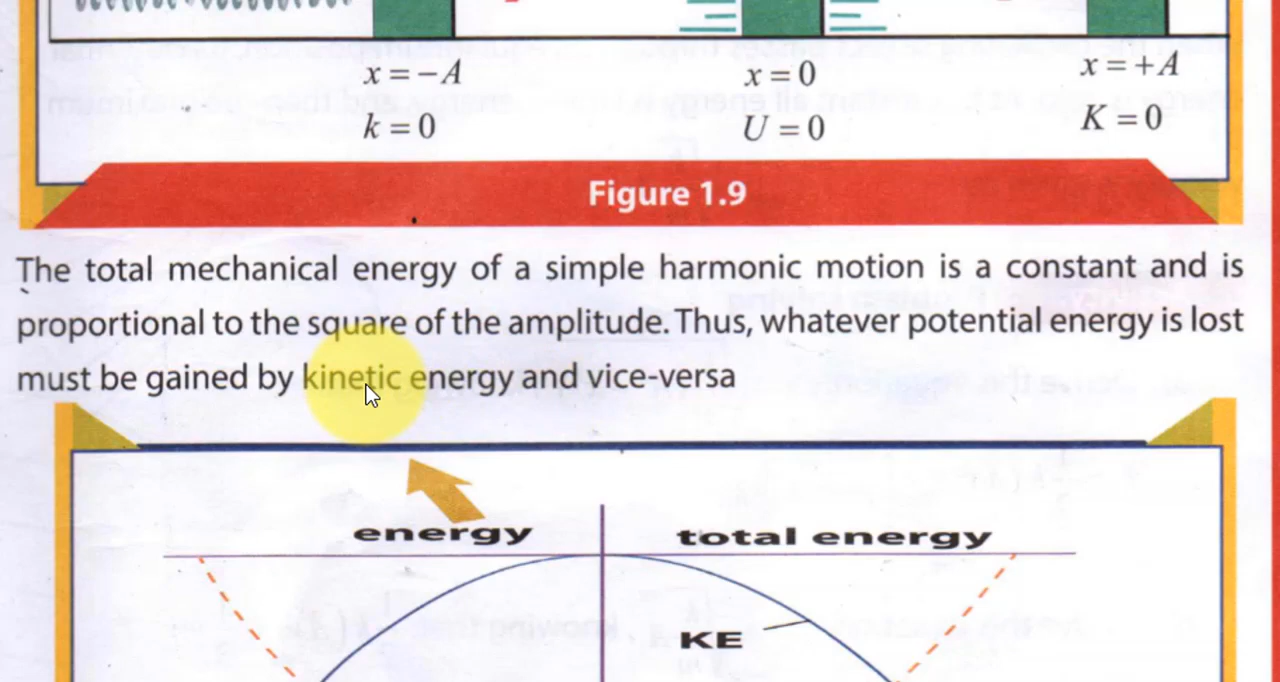 x = -A x = 0 x = +A
k = 0 U = 0 K = 0
Figure 1.9
The total mechanical energy of a simple harmonic motion is a constant and is
proportional to the square of the amplitude. Thus, whatever potential energy is lost
must be gained by kinetic energy and vice-versa
energy total energy
KE